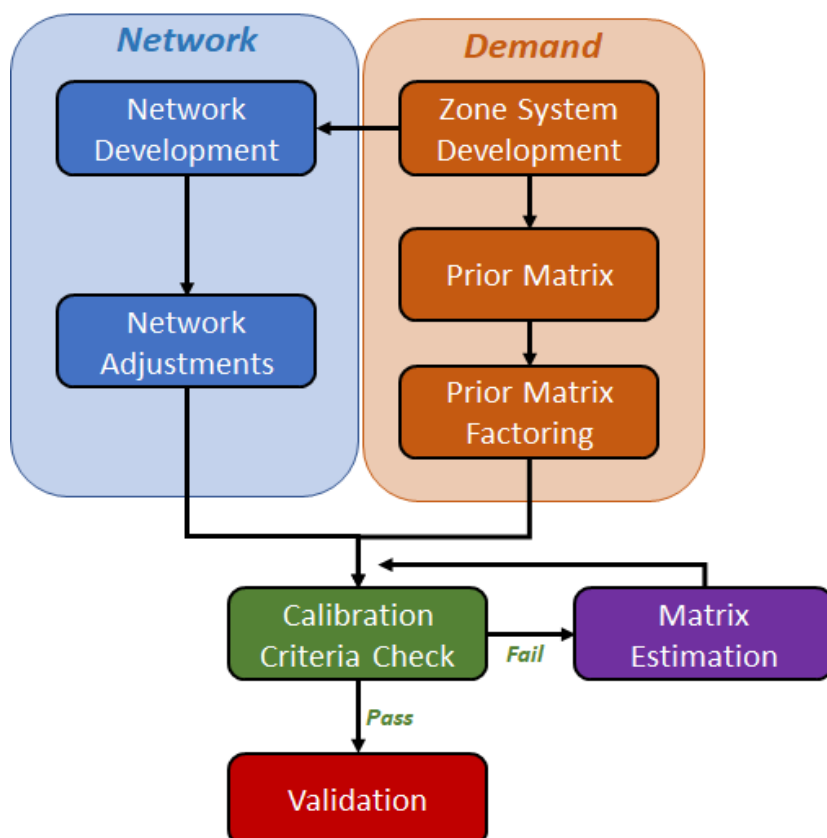 Network
Demand
Network
Development
Zone System
Development
Prior Matrix
Network
Adjustments
Prior Matrix
Factoring
Calibration
Criteria Check
Fail
Matrix
Estimation
Pass
Validation